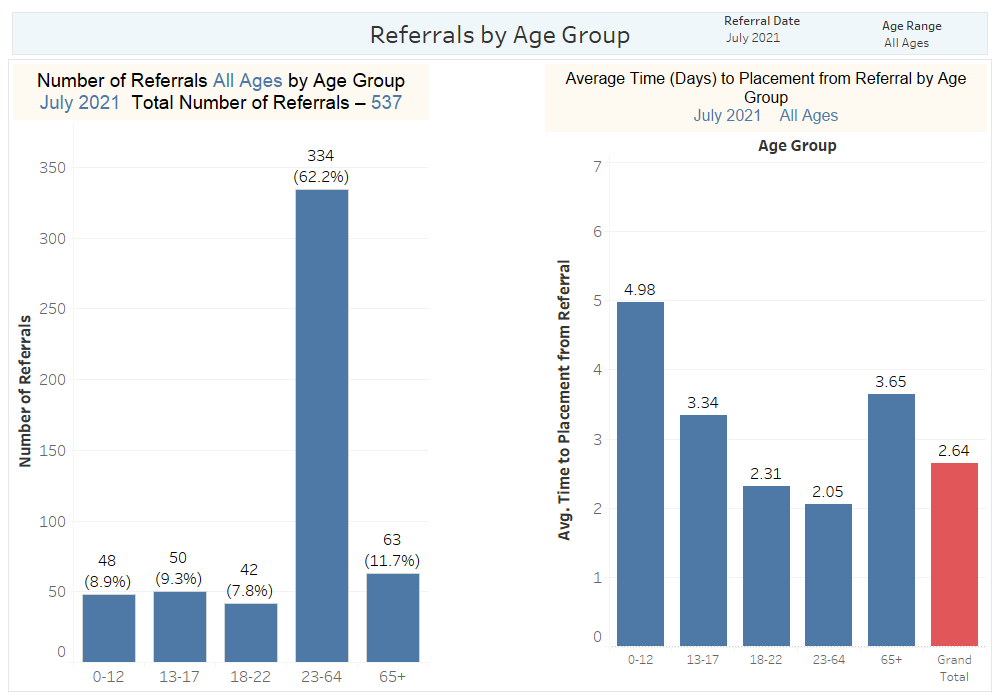 Referrals by Age Group
Referral Date
July 2021
Age Range
All Ages
Number of Referrals All Ages by Age Group
July 2021 Total Number of Referrals – 537
Number of Referrals
350
300
250
200
150
100
50
0
48
(8.9%)
50
(9.3%)
42
(7.8%)
334
(62.2%)
63
(11.7%)
0-12
13-17
18-22
23-64
65+
Average Time (Days) to Placement from Referral by Age
Group
July 2021 All Ages
Age Group
Avg. Time to Placement from Referral
7
6
5
4
3
2
1
0
4.98
3.34
2.31
2.05
3.65
2.64
0-12
13-17
18-22
23-64
65+
Grand
Total